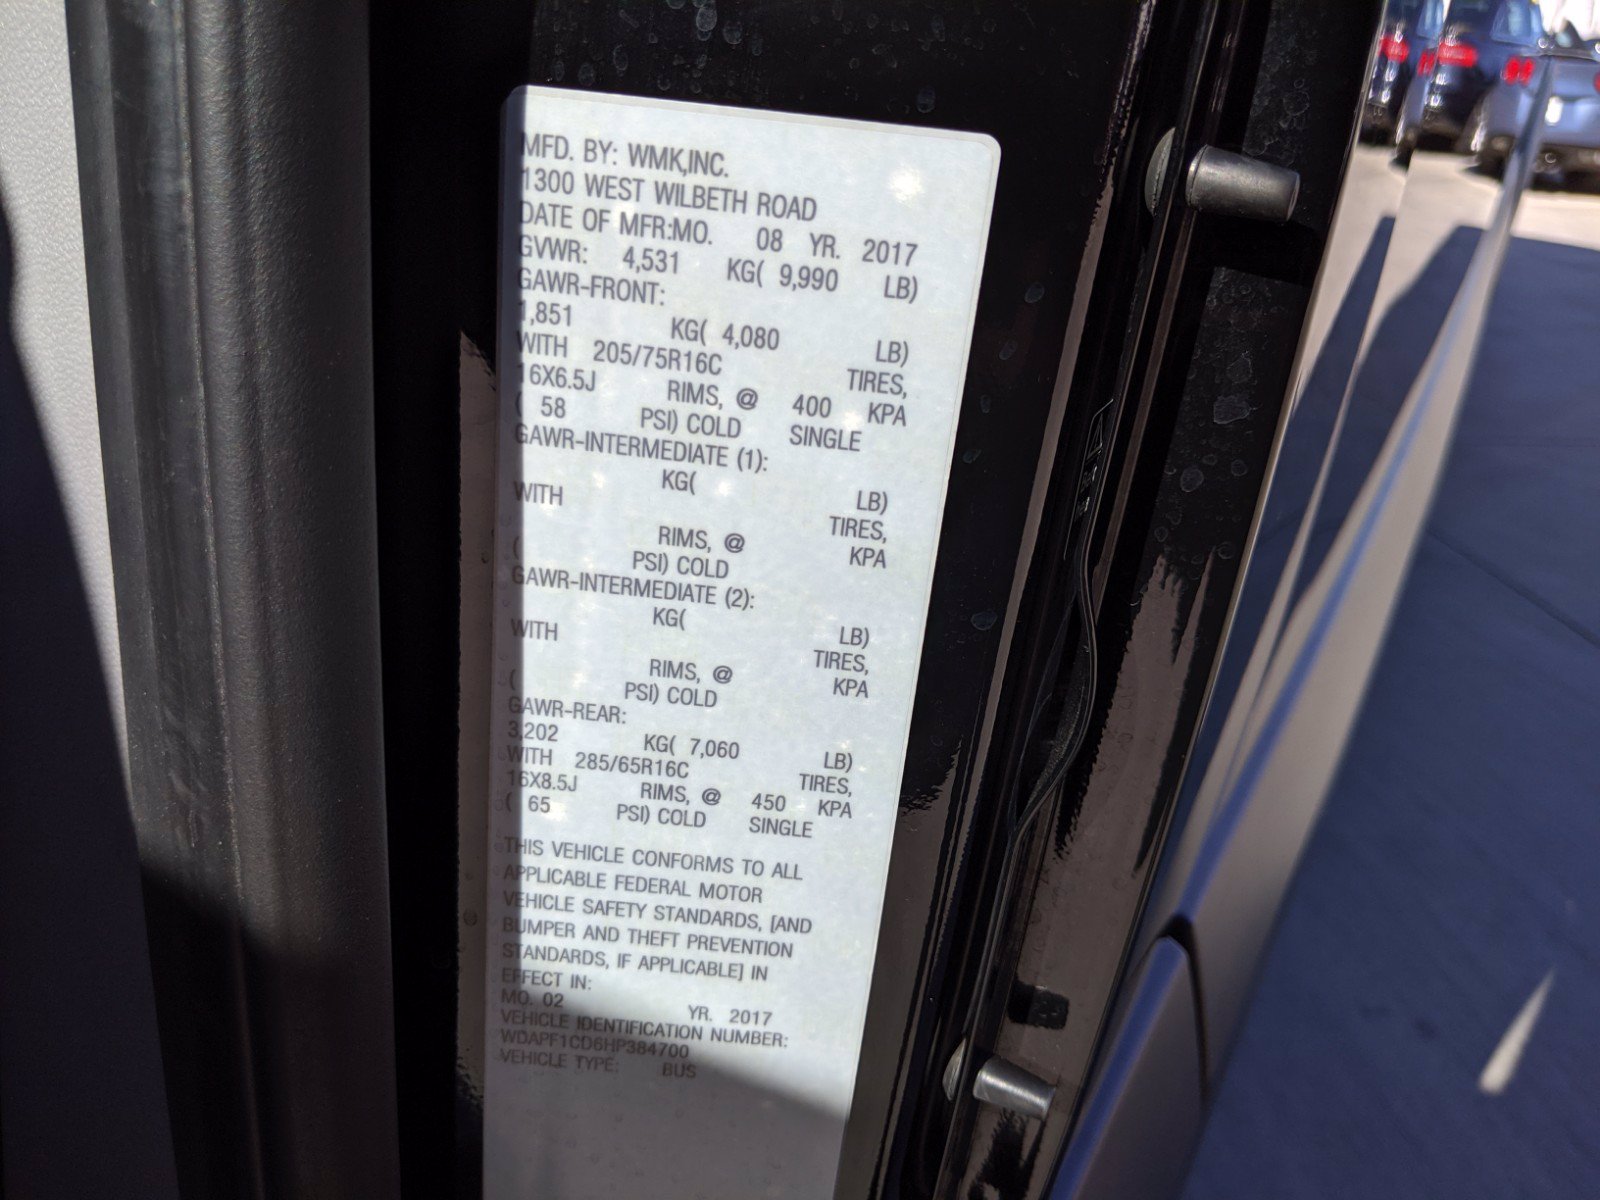 MFD. BY: WMK,INC.
1300 WEST WILBETH ROAD
DATE OF MFR:MO. 08 YR. 2017
GVWR: 4,531 KG( 9,990 LB)
GAWR-FRONT:
1,851 KG( 4,080 LB)
WITH 205/75R16C TIRES,
16X6.5J RIMS, @ 400 KPA
( 58 PSI) COLD SINGLE
GAWR-INTERMEDIATE (1):
KG( LB)
WITH TIRES,
RIMS, @ KPA
( PSI) COLD
GAWR-INTERMEDIATE (2):
KG( LB)
WITH TIRES,
RIMS, @ KPA
( PSI) COLD
GAWR-REAR:
3,202 KG( 7,060 LB)
WITH 285/65R16C TIRES,
16X8.5J RIMS, @ 450 KPA
( 65 PSI) COLD SINGLE
THIS VEHICLE CONFORMS TO ALL
APPLICABLE FEDERAL MOTOR
VEHICLE SAFETY STANDARDS, [AND
BUMPER AND THEFT PREVENTION
STANDARDS, IF APPLICABLE] IN
EFFECT IN:
MO. 02 YR. 2017
VEHICLE IDENTIFICATION NUMBER:
WDAPF1CD6HP384700
VEHICLE TYPE: BUS